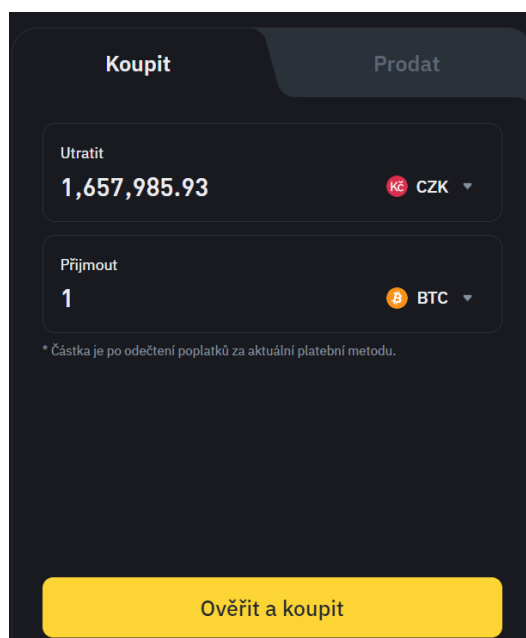 Koupit
Prodat
Utratit
1,657,985.93
Kč CZK
Přijmout
1
BTC
* Částka je po odečtení poplatků za aktuální platební metodu.
Ověřit a koupit